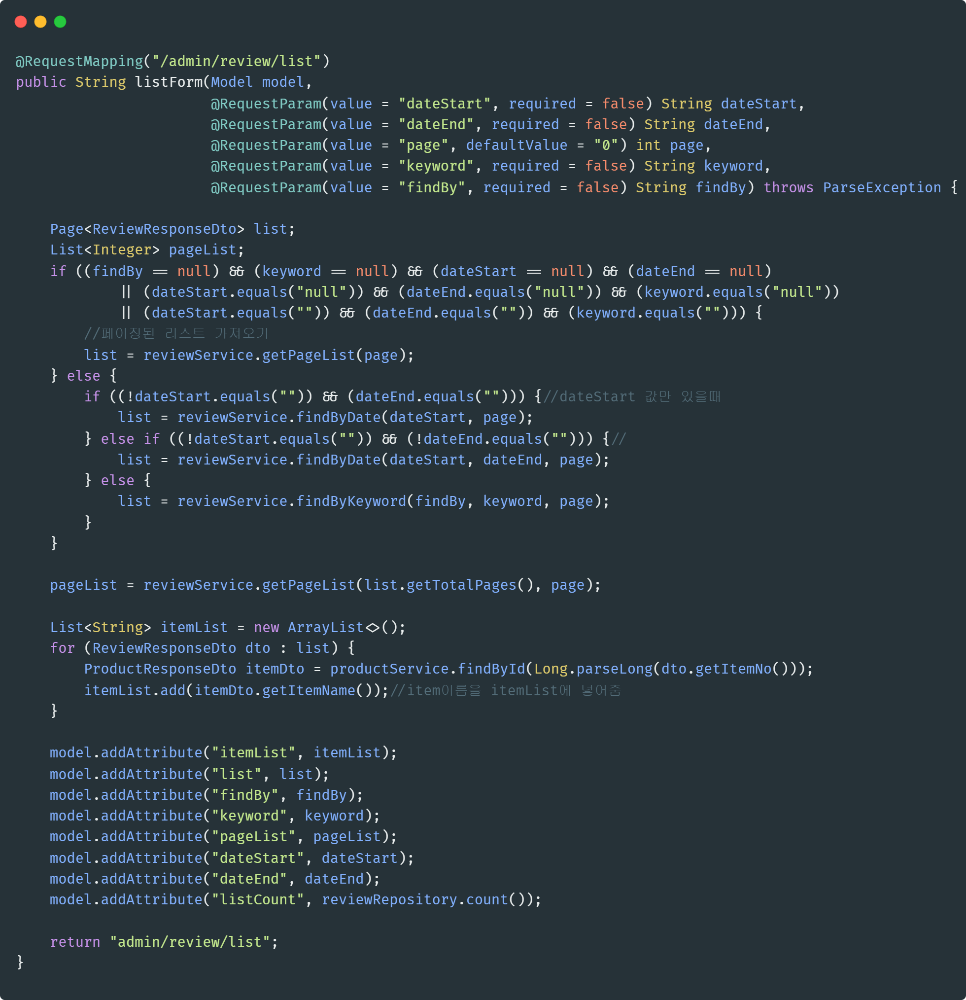 @RequestMapping("/admin/review/list")
public String listForm(Model model,
                       @RequestParam(value = "dateStart", required = false) String dateStart,
                       @RequestParam(value = "dateEnd", required = false) String dateEnd,
                       @RequestParam(value = "page", defaultValue = "0") int page,
                       @RequestParam(value = "keyword", required = false) String keyword,
                       @RequestParam(value = "findBy", required = false) String findBy) throws ParseException {

    Page<ReviewResponseDto> list;
    List<Integer> pageList;
    if ((findBy == null) && (keyword == null) && (dateStart == null) && (dateEnd == null)
            || (dateStart.equals("null")) && (dateEnd.equals("null")) && (keyword.equals("null"))
            || (dateStart.equals("")) && (dateEnd.equals("")) && (keyword.equals(""))) {
        //페이징된 리스트 가져오기
        list = reviewService.getPageList(page);
    } else {
        if ((!dateStart.equals("")) && (dateEnd.equals(""))) {//dateStart 값만 있을때
            list = reviewService.findByDate(dateStart, page);
        } else if ((!dateStart.equals("")) && (!dateEnd.equals(""))) {//
            list = reviewService.findByDate(dateStart, dateEnd, page);
        } else {
            list = reviewService.findByKeyword(findBy, keyword, page);
        }
    }

    pageList = reviewService.getPageList(list.getTotalPages(), page);

    List<String> itemList = new ArrayList<>();
    for (ReviewResponseDto dto : list) {
        ProductResponseDto itemDto = productService.findById(Long.parseLong(dto.getItemNo()));
        itemList.add(itemDto.getItemName());//item이름을 itemList에 넣어줌
    }

    model.addAttribute("itemList", itemList);
    model.addAttribute("list", list);
    model.addAttribute("findBy", findBy);
    model.addAttribute("keyword", keyword);
    model.addAttribute("pageList", pageList);
    model.addAttribute("dateStart", dateStart);
    model.addAttribute("dateEnd", dateEnd);
    model.addAttribute("listCount", reviewRepository.count());

    return "admin/review/list";
}